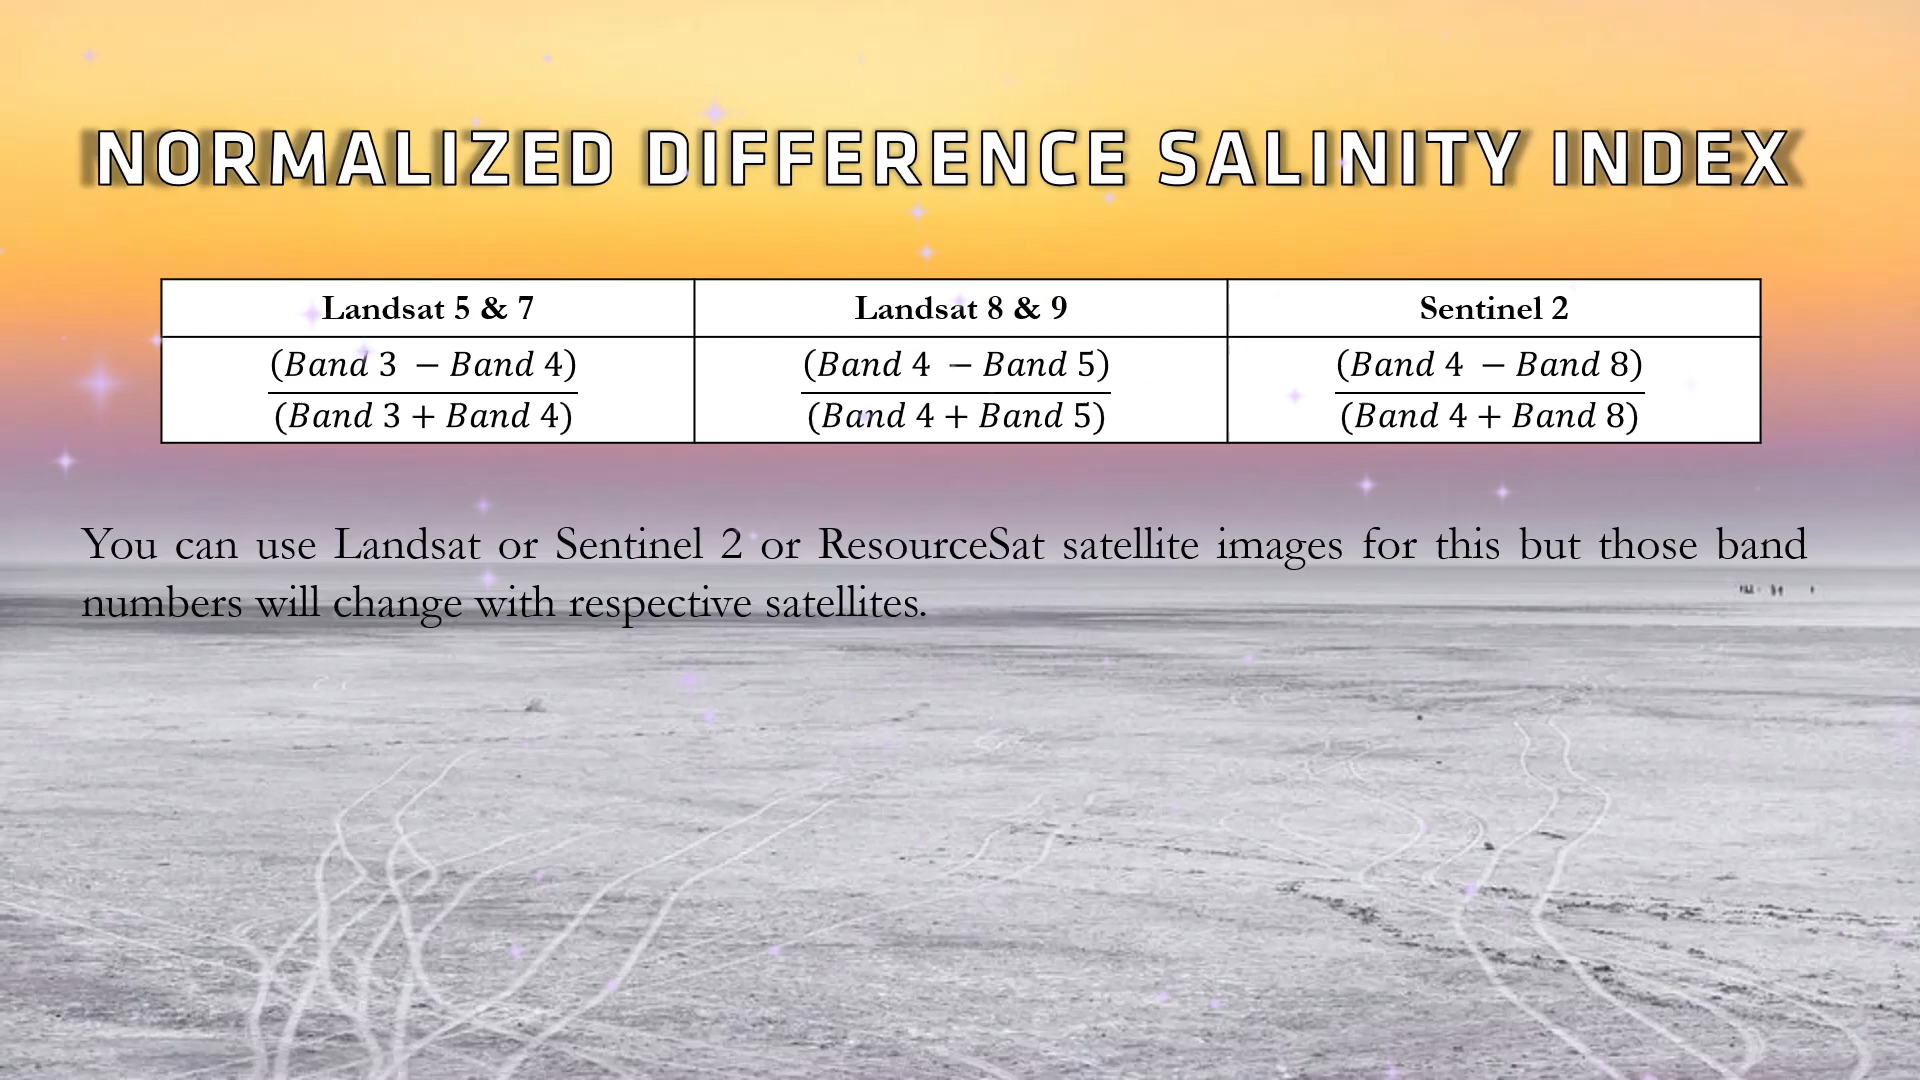 NORMALIZED DIFFERENCE SALINITY INDEX
Landsat 5 & 7 Landsat 8 & 9 Sentinel 2
(Band 3 − Band 4) (Band 4 − Band 5) (Band 4 − Band 8)
(Band 3 + Band 4) (Band 4 + Band 5) (Band 4 + Band 8)
You can use Landsat or Sentinel 2 or ResourceSat satellite images for this but those band
numbers will change with respective satellites.